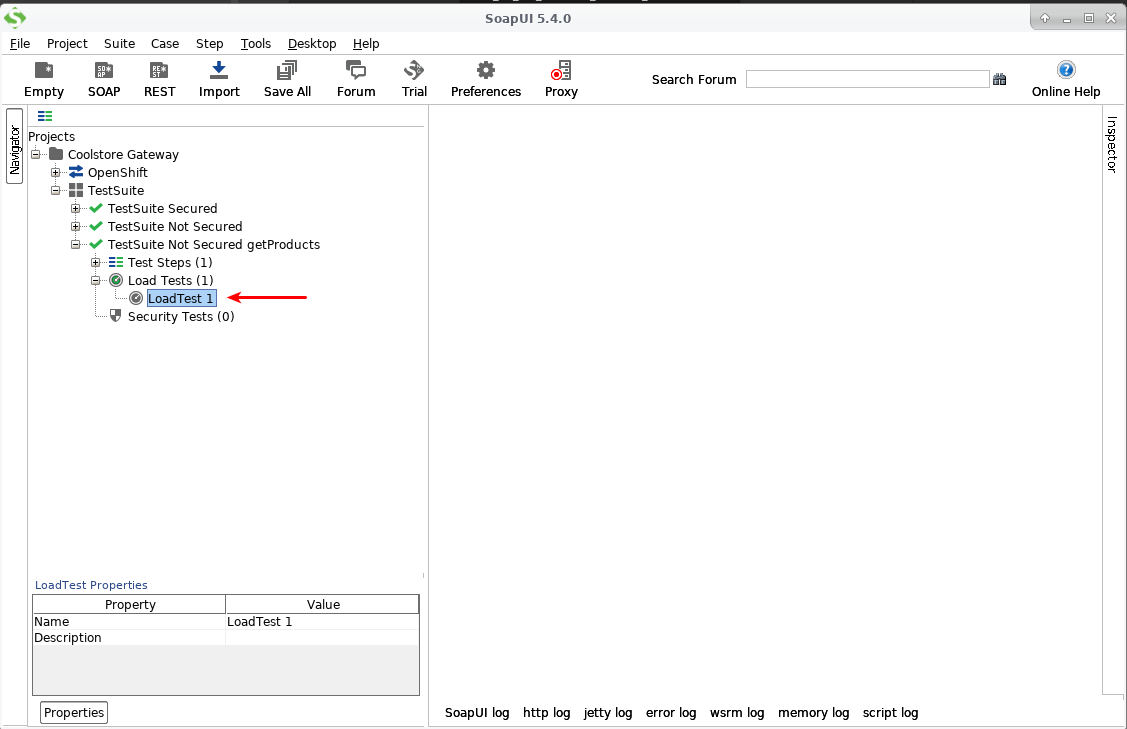 SoapUI 5.4.0
File Project Suite Case Step Tools Desktop Help
Empty SOAP REST Import Save All Forum Trial Preferences Proxy Search Forum Online Help
Navigator
Inspector
Projects
Coolstore Gateway
OpenShift
TestSuite
TestSuite Secured
TestSuite Not Secured
TestSuite Not Secured getProducts
Test Steps (1)
Load Tests (1)
LoadTest 1
Security Tests (0)
LoadTest Properties
Property Value
Name LoadTest 1
Description
Properties
SoapUI log http log jetty log error log wsrm log memory log script log